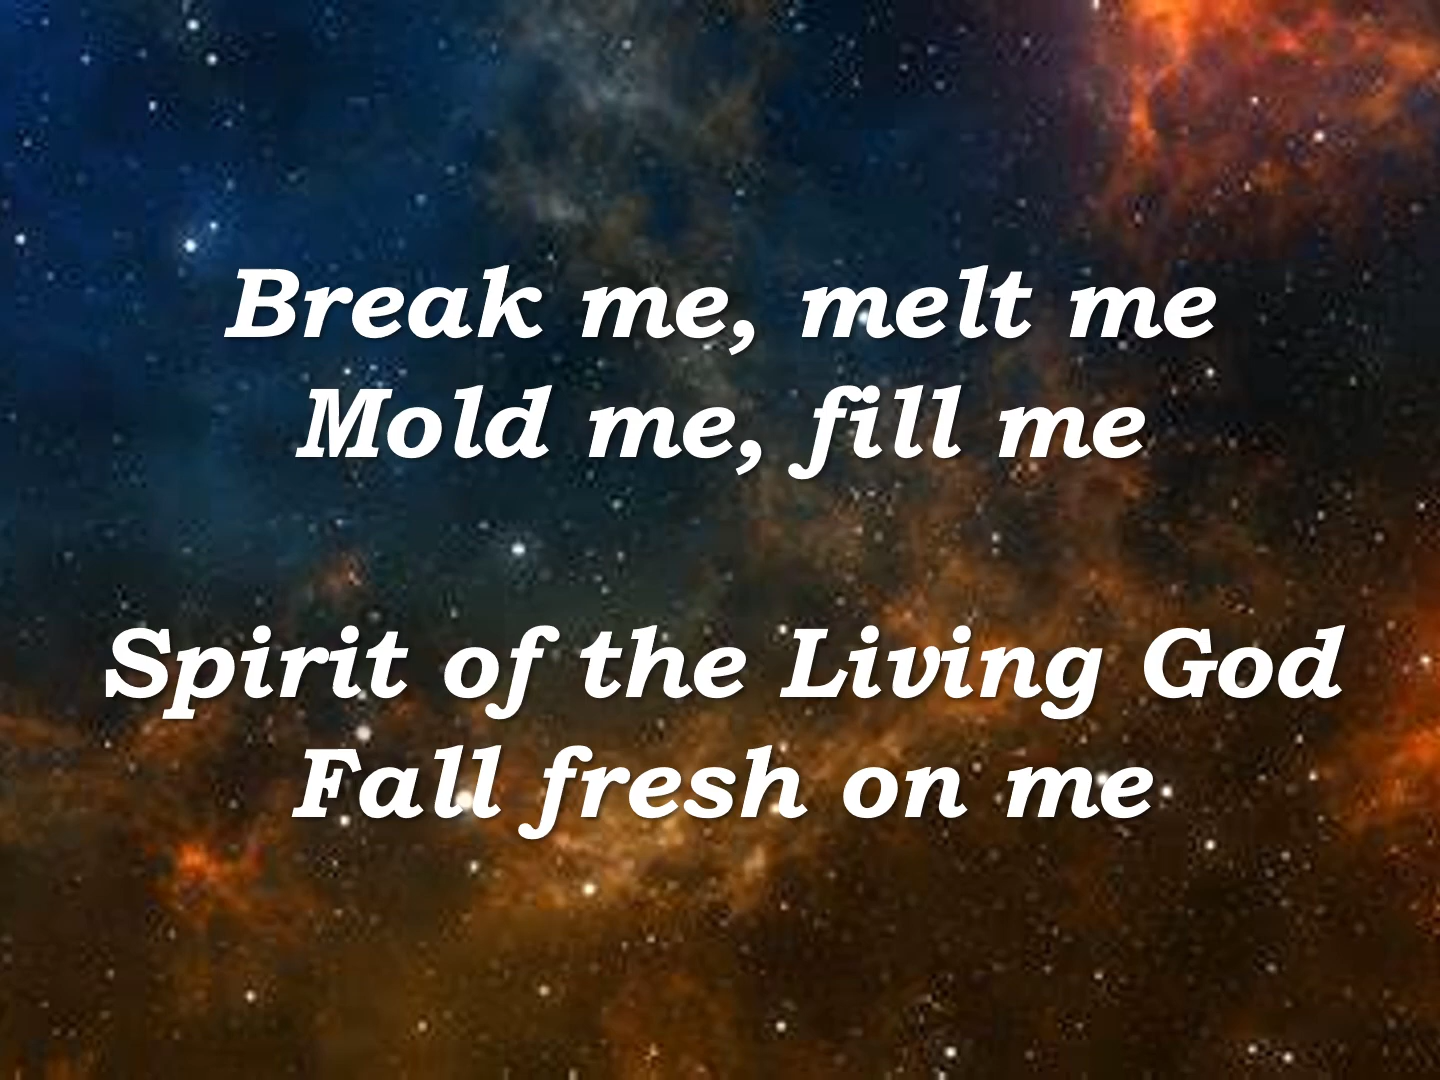 Break me, melt me
Mold me, fill me
Spirit of the Living God
Fall fresh on me